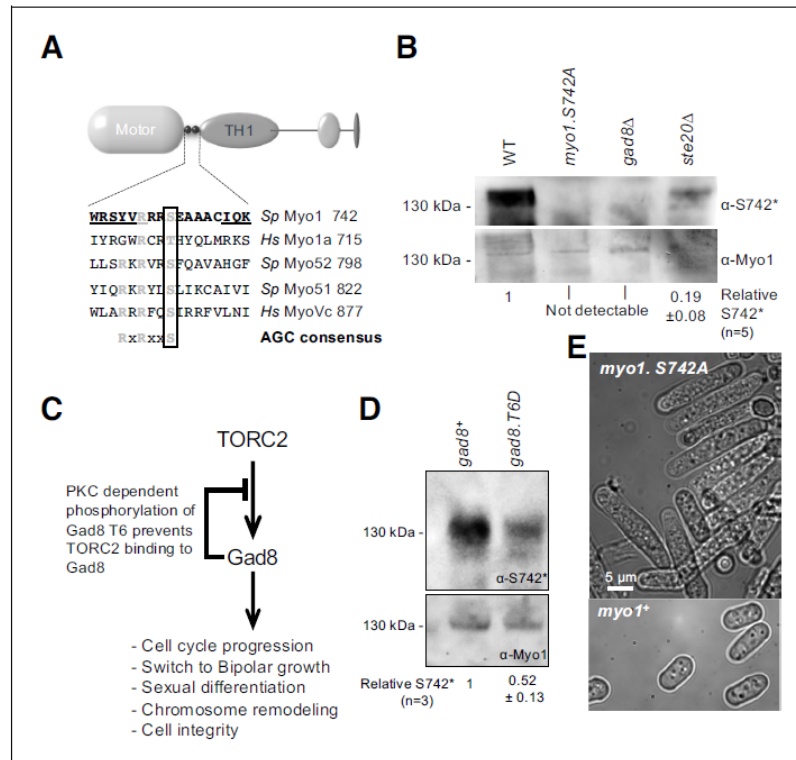 A
Motor
TH1
WRSYVRRRSEAAACIQK Sp Myo1 742
IYRGWRCRTHYQLMRKS Hs Myo1a 715
LLSRKRVRSFQAVAHGF Sp Myo52 798
YIQRKRYLSLIKCAIVI Sp Myo51 822
WLARRRFQSIRRFVLNI Hs MyoVc 877
RxRxxS AGC consensus
B
WT
myo1.S742A
gad8Δ
ste20Δ
130 kDa -
α-S742*
130 kDa -
α-Myo1
1
Not detectable
0.19
±0.08
Relative
S742*
(n=5)
C
TORC2
PKC dependent
phosphorylation of
Gad8 T6 prevents
TORC2 binding to
Gad8
Gad8
- Cell cycle progression
- Switch to Bipolar growth
- Sexual differentiation
- Chromosome remodeling
- Cell integrity
D
gad8+
gad8.T6D
130 kDa -
α-S742*
130 kDa -
α-Myo1
Relative S742*
(n=3)
1
0.52
± 0.13
E
myo1. S742A
5 µm
myo1+